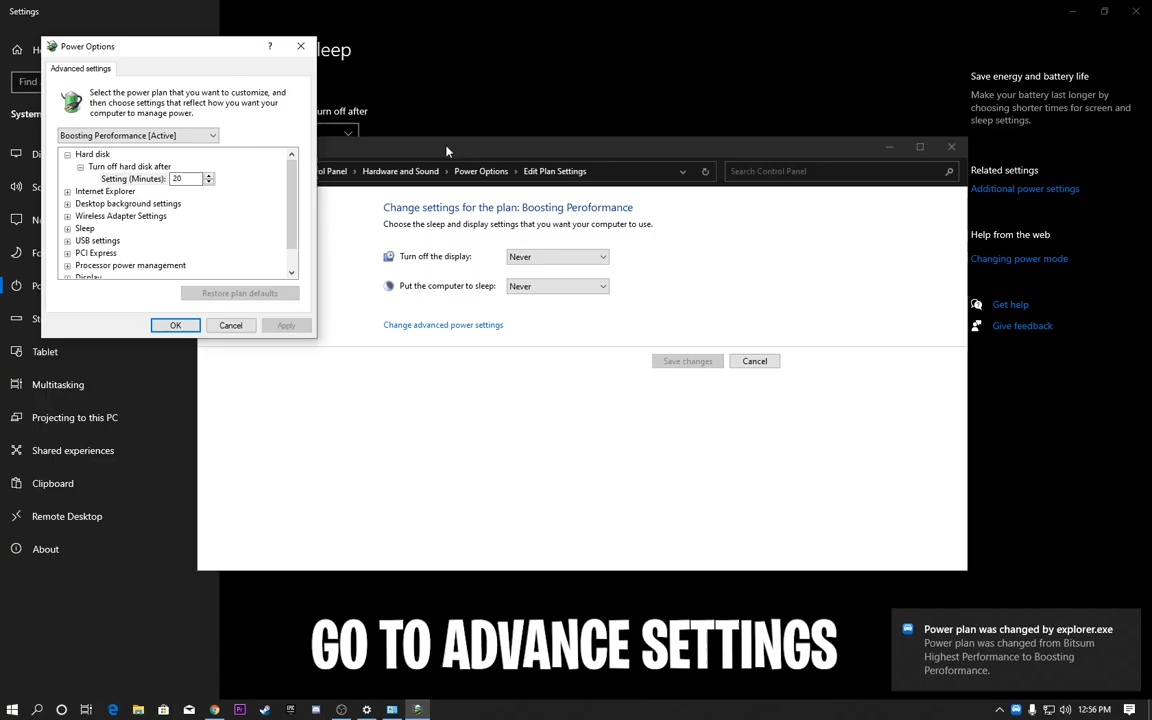 Settings
Power Options
?
Advanced settings
Select the power plan that you want to customize, and
then choose settings that reflect how you want your
computer to manage power.
Boosting Peroformance [Active]
Hard disk
Turn off hard disk after
Setting (Minutes): 20
Internet Explorer
Desktop background settings
Wireless Adapter Settings
Sleep
USB settings
PCI Express
Processor power management
Display
Restore plan defaults
OK
Cancel
Apply
H
Find
System
Di
So
N
Fo
Po
St
Tablet
Multitasking
Projecting to this PC
Shared experiences
Clipboard
Remote Desktop
About
leep
urn off after
ol Panel > Hardware and Sound > Power Options > Edit Plan Settings
Search Control Panel
Change settings for the plan: Boosting Peroformance
Choose the sleep and display settings that you want your computer to use.
Turn off the display: Never
Put the computer to sleep: Never
Change advanced power settings
Save changes
Cancel
Save energy and battery life
Make your battery last longer by
choosing shorter times for screen and
sleep settings.
Related settings
Additional power settings
Help from the web
Changing power mode
Get help
Give feedback
GO TO ADVANCE SETTINGS
Power plan was changed by explorer.exe
Power plan was changed from Bitsum
Highest Performance to Boosting
Peroformance.
Pr
EPIC
12:56 PM